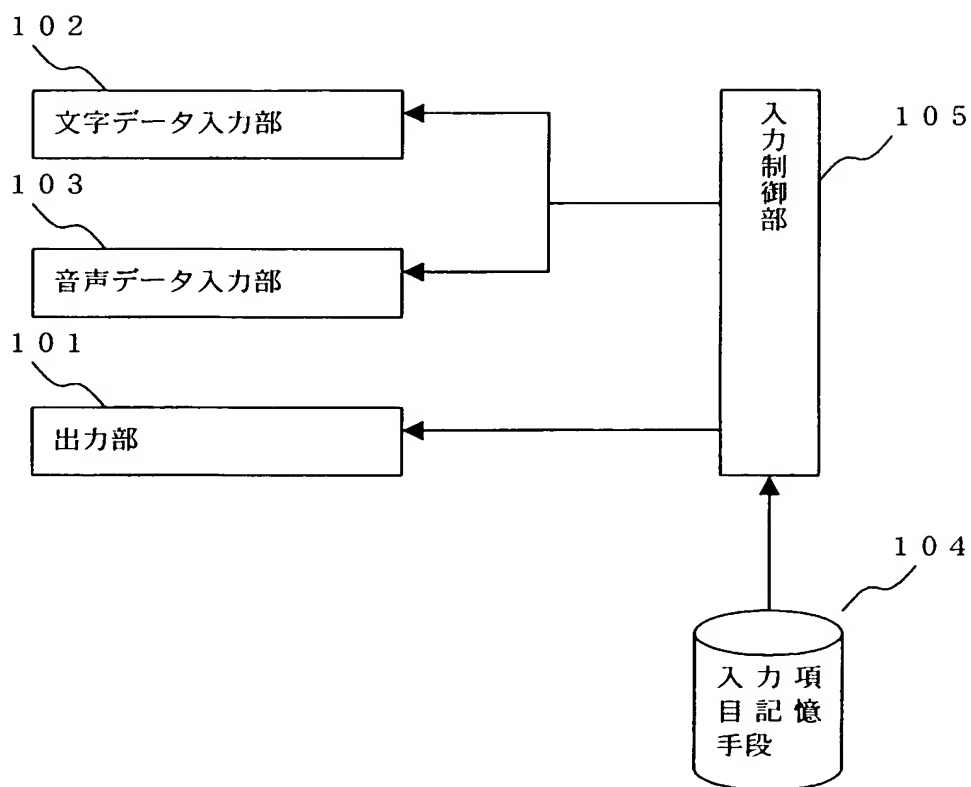 １０２
文字データ入力部
１０３
音声データ入力部
１０１
出力部
入力制御部
１０５
１０４
入力項
目記憶
手段